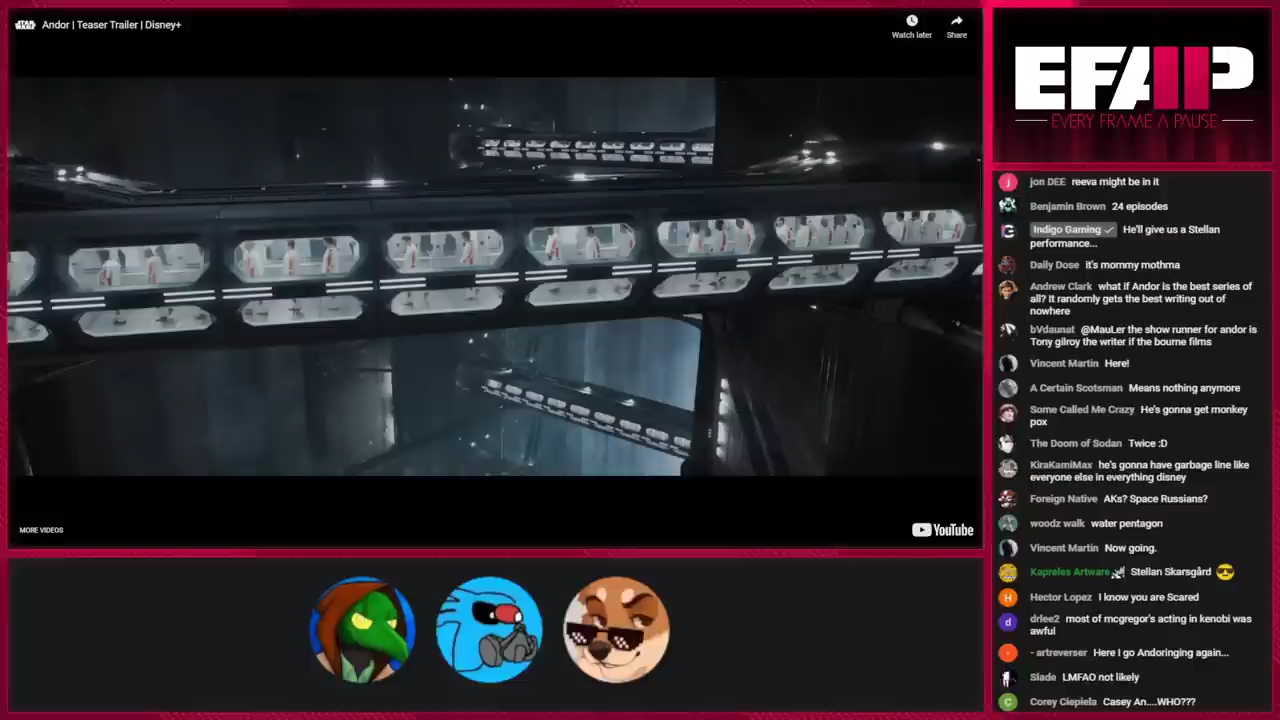 STAR WARS
Andor | Teaser Trailer | Disney+
Watch later
Share
MORE VIDEOS
YouTube
EFAP
EVERY FRAME A PAUSE
jon DEE reeva might be in it
Benjamin Brown 24 episodes
Indigo Gaming He'll give us a Stellan
performance...
Daily Dose it's mommy mothma
Andrew Clark what if Andor is the best series of
all? It randomly gets the best writing out of
nowhere
bVdaunat @MauLer the show runner for andor is
Tony gilroy the writer if the bourne films
Vincent Martin Here!
A Certain Scotsman Means nothing anymore
Some Called Me Crazy He's gonna get monkey
pox
The Doom of Sodan Twice :D
KiraKamiMax he's gonna have garbage line like
everyone else in everything disney
Foreign Native AKs? Space Russians?
woodz walk water pentagon
Vincent Martin Now going.
Kapreles Artware Stellan Skarsgård 😎
H Hector Lopez I know you are Scared
d drlee2 most of mcgregor's acting in kenobi was
awful
- artreverser Here I go Andoringing again...
Slade LMFAO not likely
C Corey Ciepiela Casey An....WHO???